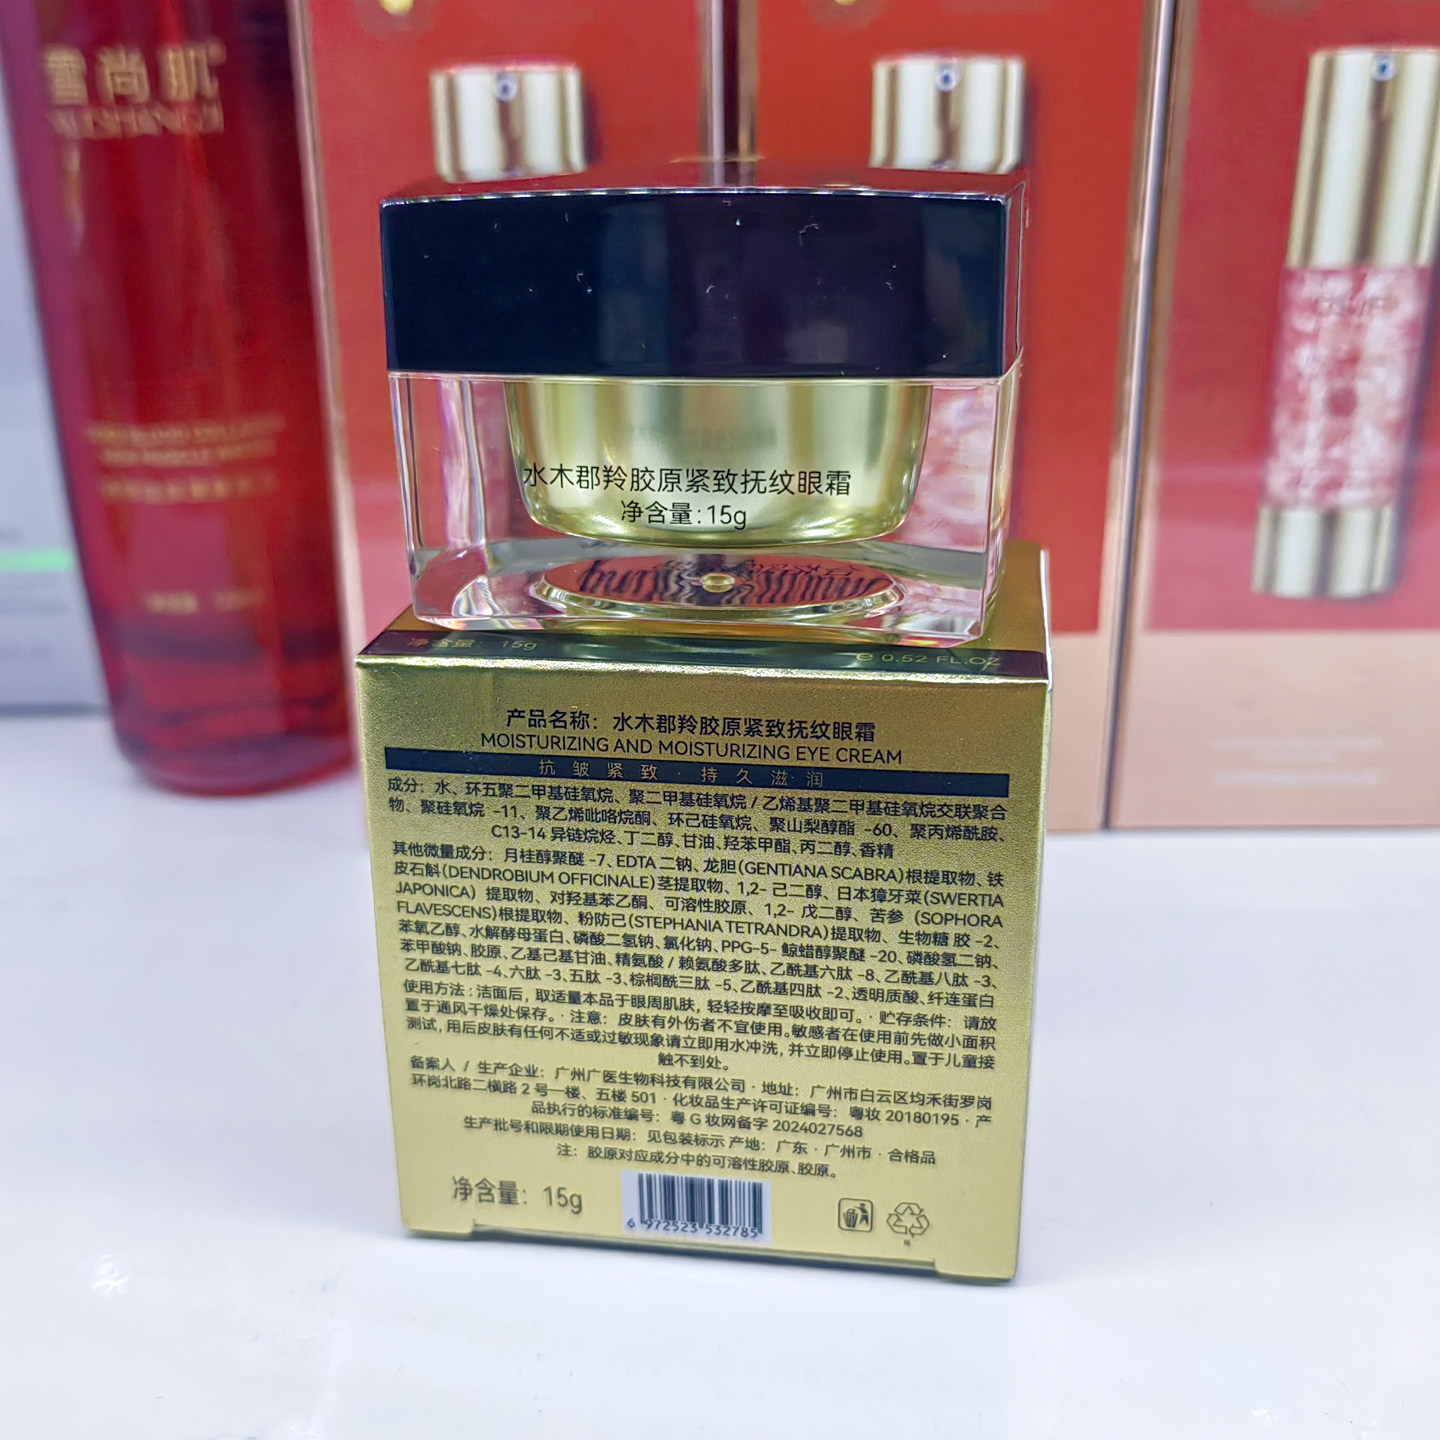 雪尚肌
水木郡羚胶原紧致抚纹眼霜
净含量:15g
净含量: 15g
e 0.52 FL.OZ
产品名称: 水木郡羚胶原紧致抚纹眼霜
MOISTURIZING AND MOISTURIZING EYE CREAM
抗皱紧致·持久滋润
成分: 水、环五聚二甲基硅氧烷、聚二甲基硅氧烷 / 乙烯基聚二甲基硅氧烷交联聚合
物、聚硅氧烷 -11、聚乙烯吡咯烷酮、环己硅氧烷、聚山梨醇酯 -60、聚丙烯酰胺、
C13-14 异链烷烃、丁二醇、甘油、羟苯甲酯、丙二醇、香精
其他微量成分: 月桂醇聚醚 -7、EDTA 二钠、龙胆(GENTIANA SCABRA)根提取物、铁
皮石斛(DENDROBIUM OFFICINALE)茎提取物、1,2- 己二醇、日本獐牙菜(SWERTIA
JAPONICA) 提取物、对羟基苯乙酮、可溶性胶原、1,2- 戊二醇、苦参 (SOPHORA
FLAVESCENS)根提取物、粉防己(STEPHANIA TETRANDRA)提取物、生物糖胶 -2、
苯氧乙醇、水解酵母蛋白、磷酸二氢钠、氯化钠、PPG-5- 鲸蜡醇聚醚 -20、磷酸氢二钠、
苯甲酸钠、胶原、乙基己基甘油、精氨酸 / 赖氨酸多肽、乙酰基六肽 -8、乙酰基八肽 -3、
乙酰基七肽 -4、六肽 -3、五肽 -3、棕榈酰三肽 -5、乙酰基四肽 -2、透明质酸、纤连蛋白
使用方法: 洁面后, 取适量本品于眼周肌肤, 轻轻按摩至吸收即可。· 贮存条件: 请放
置于通风干燥处保存。· 注意: 皮肤有外伤者不宜使用。敏感者在使用前先做小面积
测试, 用后皮肤有任何不适或过敏现象请立即用水冲洗, 并立即停止使用。置于儿童接
触不到处。
备案人 / 生产企业: 广州广医生物科技有限公司 · 地址: 广州市白云区均禾街罗岗
环岗北路二横路 2 号一楼、五楼 501 · 化妆品生产许可证编号: 粤妆 20180195 · 产
品执行的标准编号: 粤 G 妆网备字 2024027568
生产批号和限期使用日期: 见包装标示 产地: 广东 · 广州市 · 合格品
注: 胶原对应成分中的可溶性胶原、胶原。
净含量: 15g
6 972523 532785